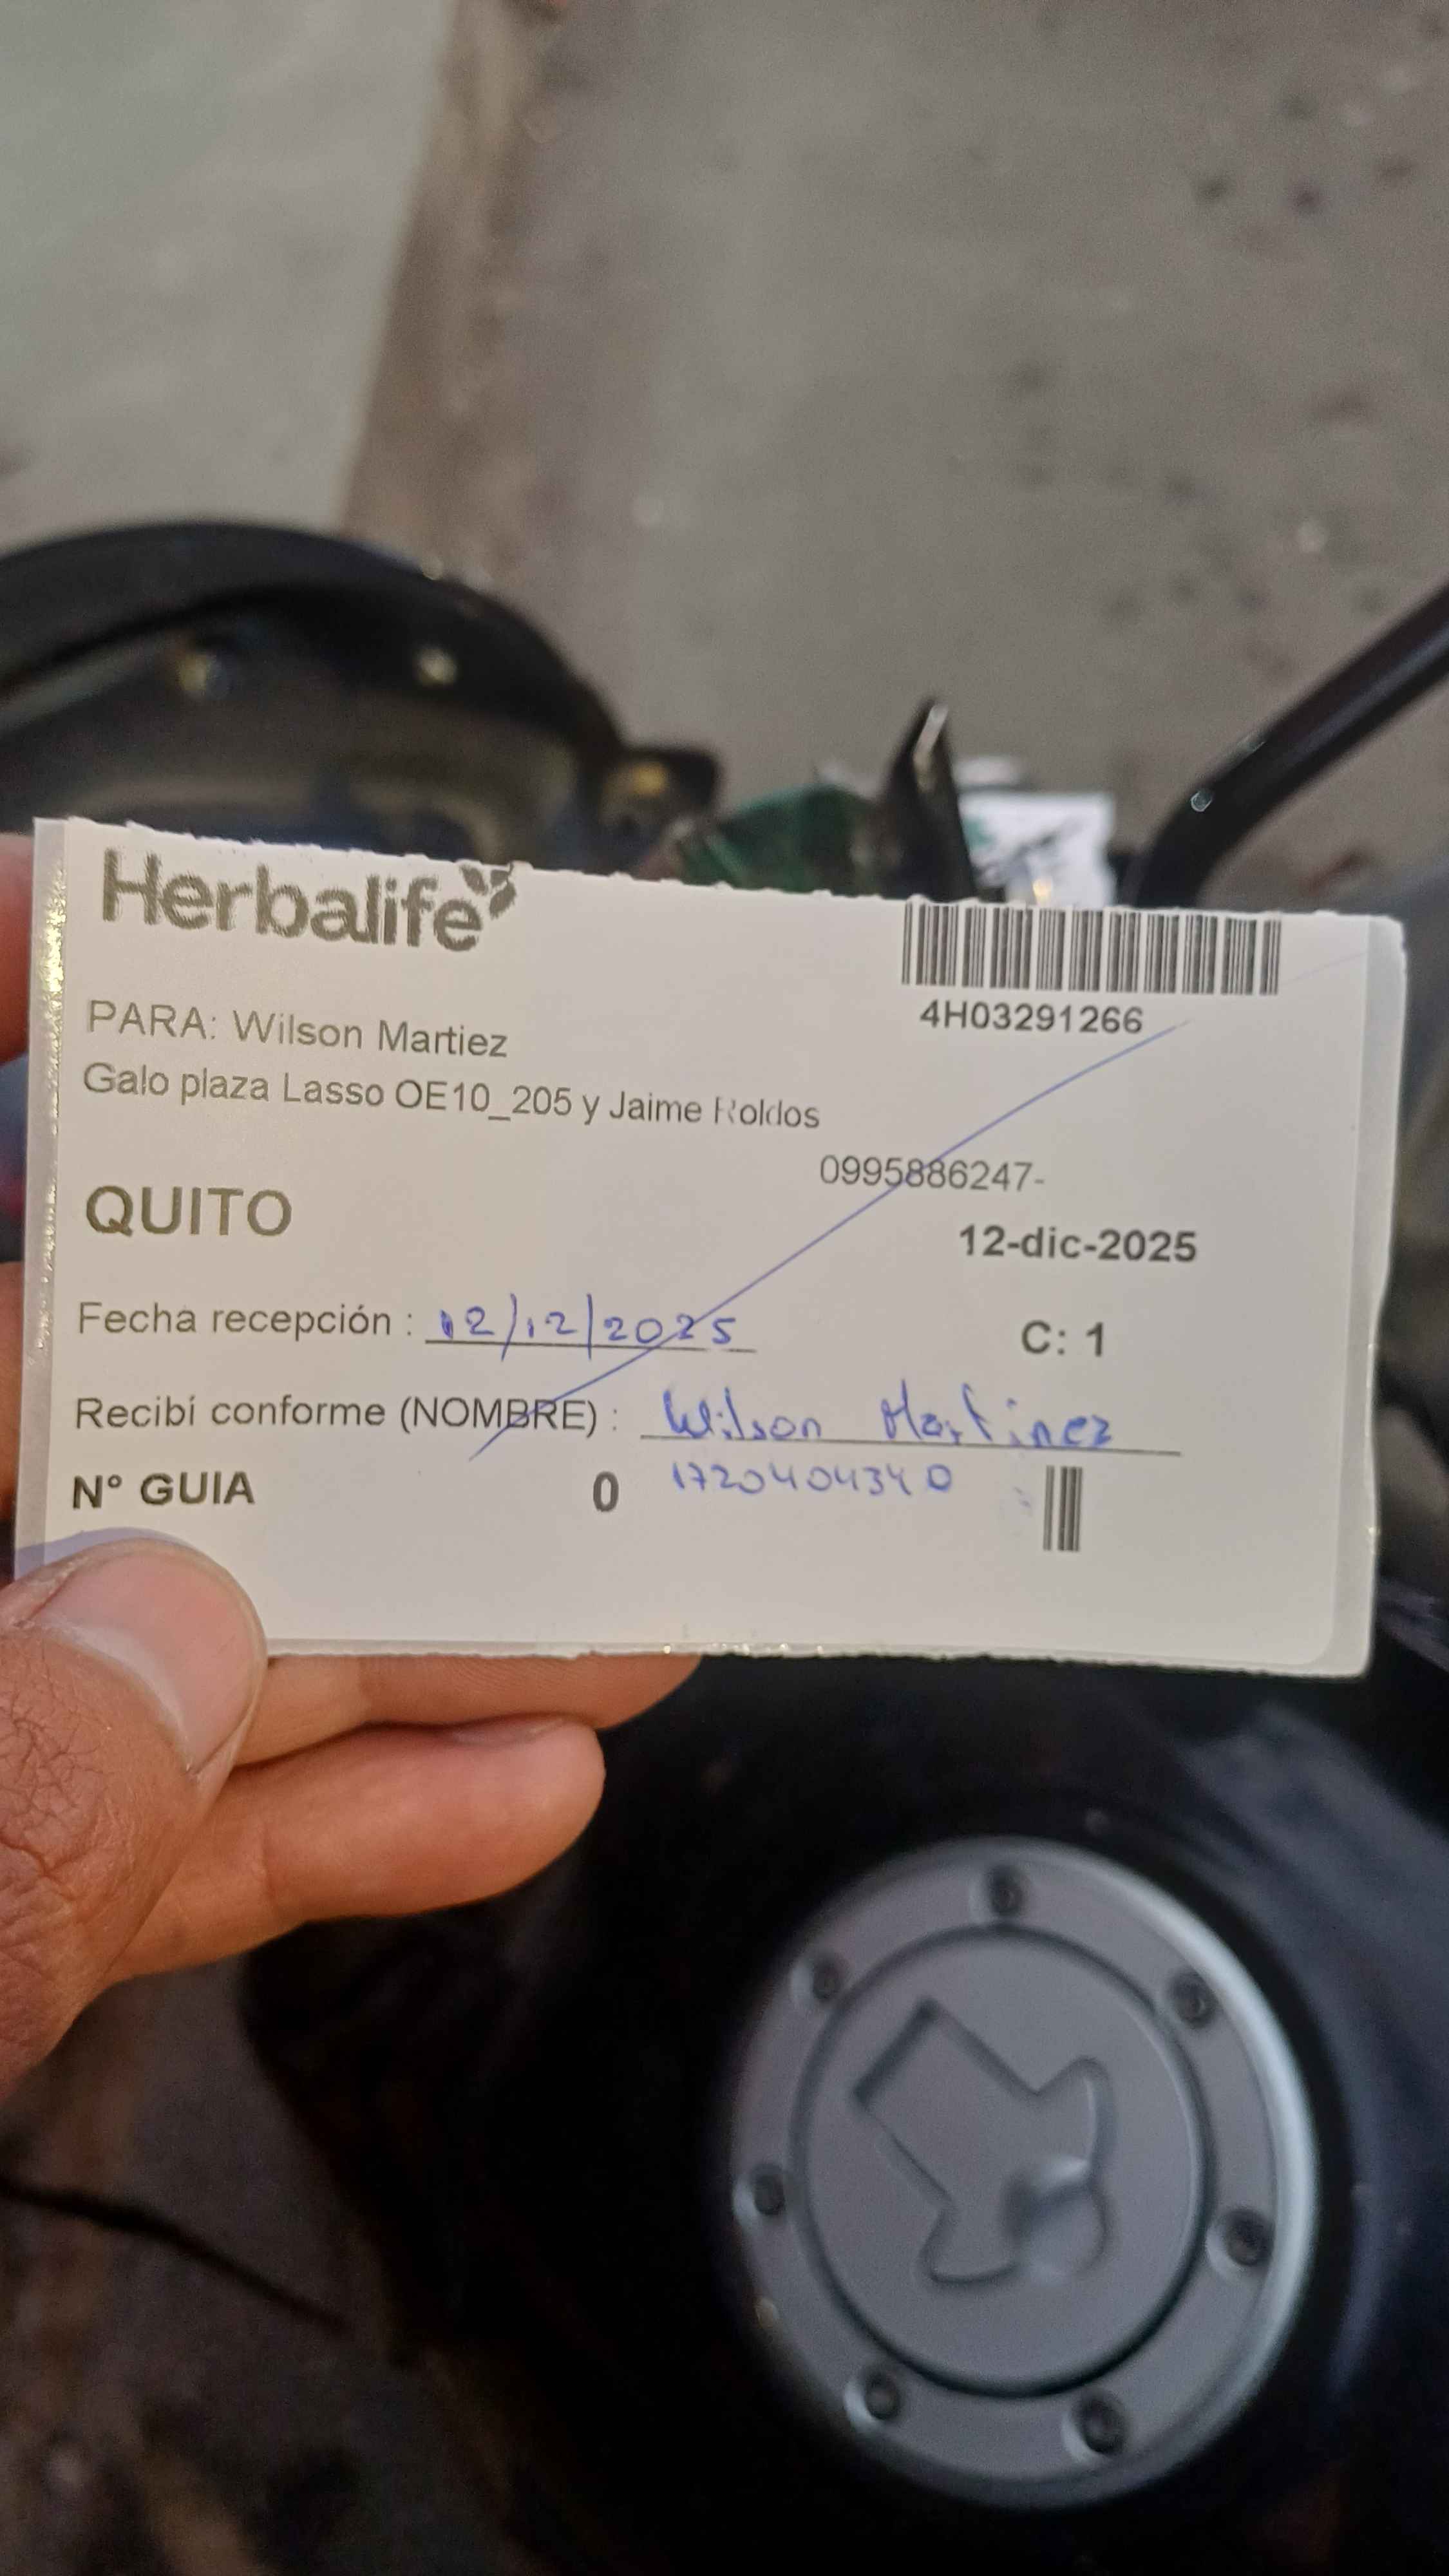 Herbalife
4H03291266
PARA: Wilson Martiez
Galo plaza Lasso OE10_205 y Jaime Roldos
0995886247-
QUITO
12-dic-2025
Fecha recepción : 12/12/2025
C: 1
Recibí conforme (NOMBRE) : Wilson Martinez
N° GUIA 0 1720404340